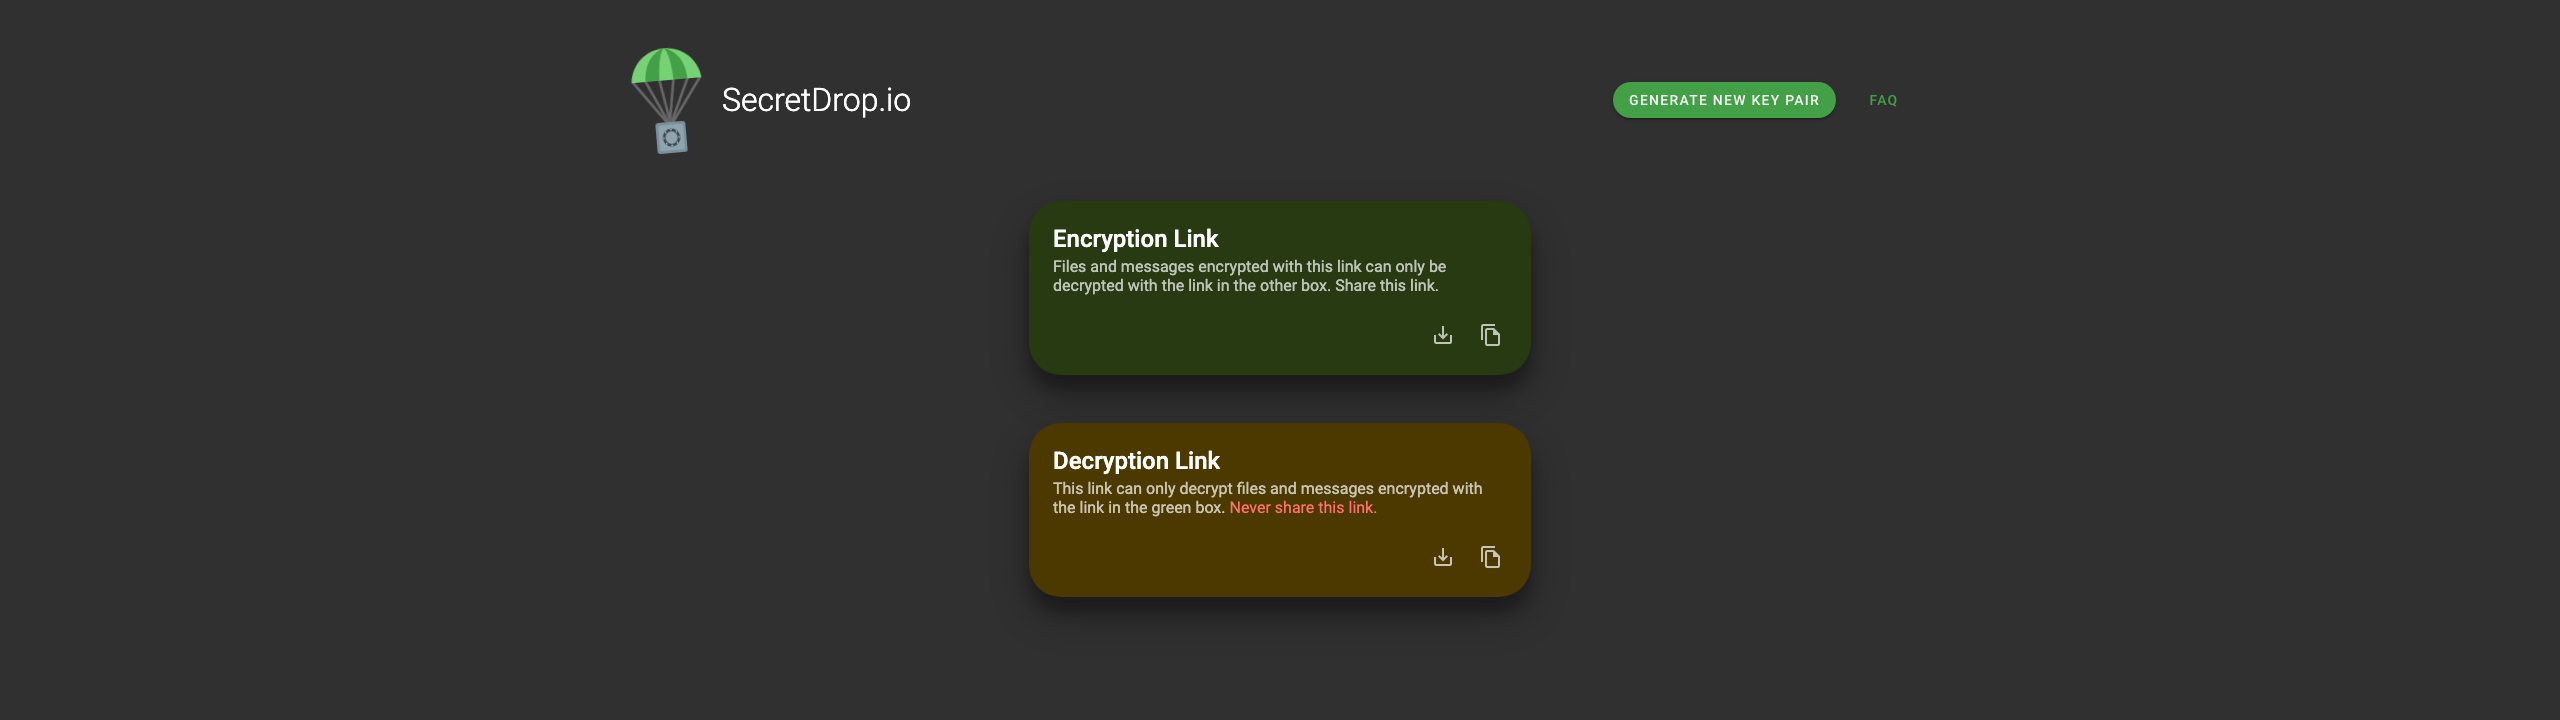 SecretDrop.io
GENERATE NEW KEY PAIR
FAQ
Encryption Link
Files and messages encrypted with this link can only be
decrypted with the link in the other box. Share this link.
Decryption Link
This link can only decrypt files and messages encrypted with
the link in the green box. Never share this link.